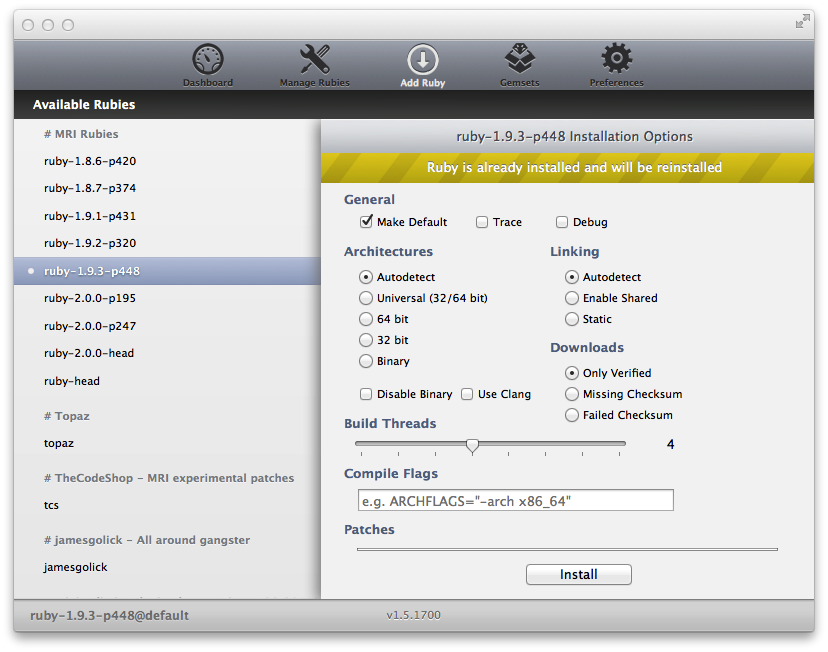 Dashboard
Manage Rubies
Add Ruby
Gemsets
Preferences
Available Rubies
# MRI Rubies
ruby-1.8.6-p420
ruby-1.8.7-p374
ruby-1.9.1-p431
ruby-1.9.2-p320
ruby-1.9.3-p448
ruby-2.0.0-p195
ruby-2.0.0-p247
ruby-2.0.0-head
ruby-head
# Topaz
topaz
# TheCodeShop - MRI experimental patches
tcs
# jamesgolick - All around gangster
jamesgolick
ruby-1.9.3-p448 Installation Options
Ruby is already installed and will be reinstalled
General
Make Default
Trace
Debug
Architectures
Autodetect
Universal (32/64 bit)
64 bit
32 bit
Binary
Disable Binary
Use Clang
Linking
Autodetect
Enable Shared
Static
Downloads
Only Verified
Missing Checksum
Failed Checksum
Build Threads
4
Compile Flags
e.g. ARCHFLAGS="-arch x86_64"
Patches
Install
ruby-1.9.3-p448@default
v1.5.1700